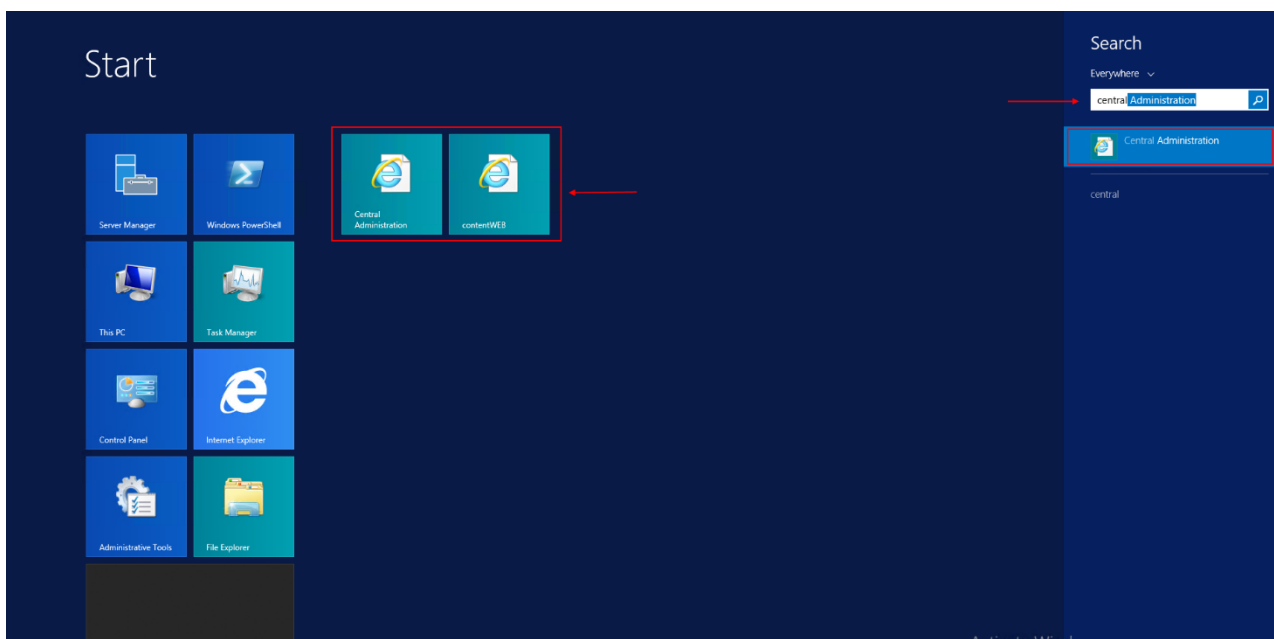 Start
Search
Everywhere
central Administration
Central Administration
central
Server Manager
Windows PowerShell
Central
Administration
contentWEB
This PC
Task Manager
Control Panel
Internet Explorer
Administrative Tools
File Explorer